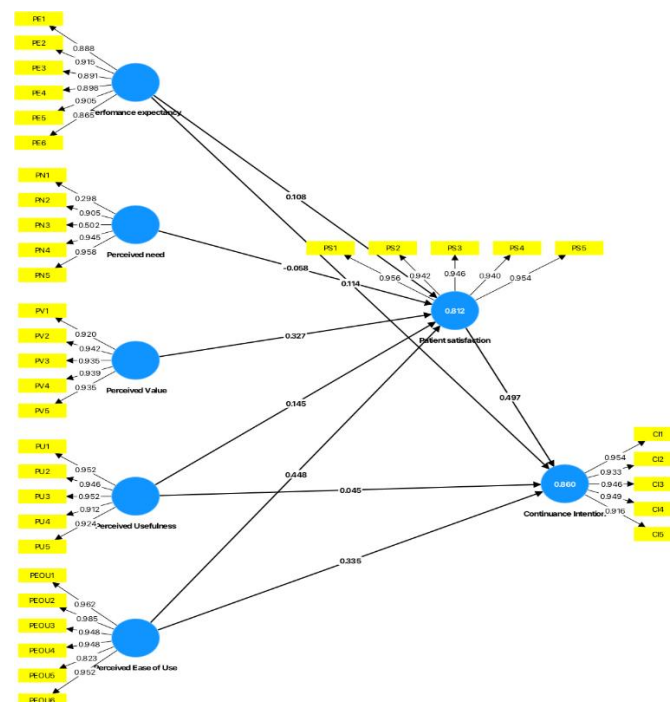 PE1
PE2
PE3
PE4
PE5
PE6
0.888
0.915
0.891
0.898
0.905
0.865
Perfomance expectancy
PN1
PN2
PN3
PN4
PN5
0.298
0.905
0.502
0.945
0.958
Perceived need
PV1
PV2
PV3
PV4
PV5
0.920
0.942
0.935
0.939
0.935
Perceived Value
PU1
PU2
PU3
PU4
PU5
0.952
0.946
0.952
0.912
0.924
Perceived Usefulness
PEOU1
PEOU2
PEOU3
PEOU4
PEOU5
PEOU6
0.962
0.985
0.948
0.948
0.823
0.952
Perceived Ease of Use
0.108
0.114
-0.058
0.327
0.145
0.448
0.045
0.335
0.497
PS1
PS2
PS3
PS4
PS5
0.956
0.942
0.946
0.940
0.954
0.812
Patient satisfaction
CI1
CI2
CI3
CI4
CI5
0.954
0.933
0.946
0.949
0.916
0.860
Continuance Intention